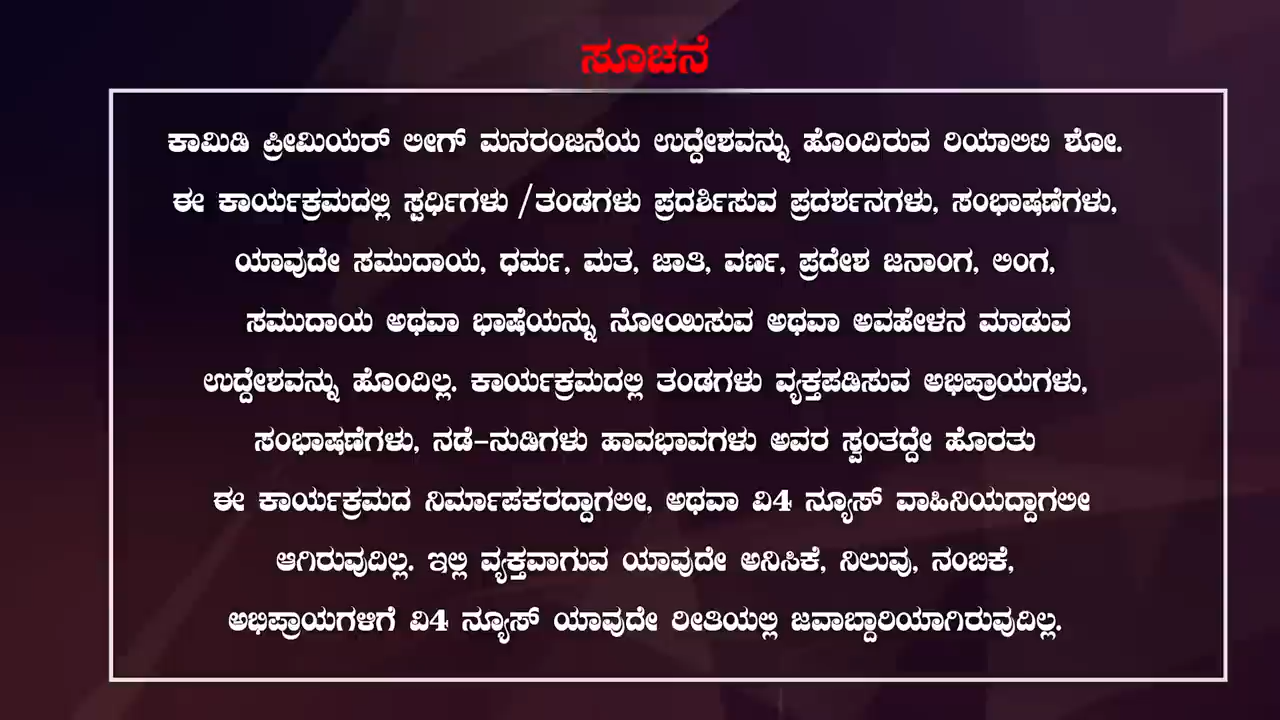 ಸೂಚನೆ
ಕಾಮಿಡಿ ಪ್ರೀಮಿಯರ್ ಲೀಗ್ ಮನರಂಜನೆಯ ಉದ್ದೇಶವನ್ನು ಹೊಂದಿರುವ ರಿಯಾಲಿಟಿ ಶೋ.
ಈ ಕಾರ್ಯಕ್ರಮದಲ್ಲಿ ಸ್ಪರ್ಧಿಗಳು /ತಂಡಗಳು ಪ್ರದರ್ಶಿಸುವ ಪ್ರದರ್ಶನಗಳು, ಸಂಭಾಷಣೆಗಳು,
ಯಾವುದೇ ಸಮುದಾಯ, ಧರ್ಮ, ಮತ, ಜಾತಿ, ವರ್ಣ, ಪ್ರದೇಶ ಜನಾಂಗ, ಲಿಂಗ,
ಸಮುದಾಯ ಅಥವಾ ಭಾಷೆಯನ್ನು ನೋಯಿಸುವ ಅಥವಾ ಅವಹೇಳನ ಮಾಡುವ
ಉದ್ದೇಶವನ್ನು ಹೊಂದಿಲ್ಲ. ಕಾರ್ಯಕ್ರಮದಲ್ಲಿ ತಂಡಗಳು ವ್ಯಕ್ತಪಡಿಸುವ ಅಭಿಪ್ರಾಯಗಳು,
ಸಂಭಾಷಣೆಗಳು, ನಡೆ-ನುಡಿಗಳು ಹಾವಭಾವಗಳು ಅವರ ಸ್ವಂತದ್ದೇ ಹೊರತು
ಈ ಕಾರ್ಯಕ್ರಮದ ನಿರ್ಮಾಪಕರದ್ದಾಗಲೀ, ಅಥವಾ ವಿ4 ನ್ಯೂಸ್ ವಾಹಿನಿಯದ್ದಾಗಲೀ
ಆಗಿರುವುದಿಲ್ಲ. ಇಲ್ಲಿ ವ್ಯಕ್ತವಾಗುವ ಯಾವುದೇ ಅನಿಸಿಕೆ, ನಿಲುವು, ನಂಬಿಕೆ,
ಅಭಿಪ್ರಾಯಗಳಿಗೆ ವಿ4 ನ್ಯೂಸ್ ಯಾವುದೇ ರೀತಿಯಲ್ಲಿ ಜವಾಬ್ದಾರಿಯಾಗಿರುವುದಿಲ್ಲ.